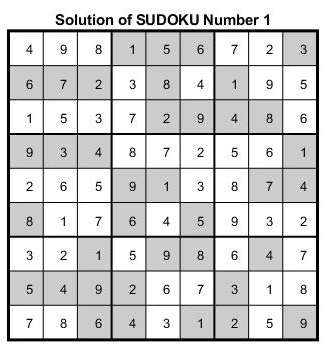 Solution of SUDOKU Number 1
4 9 8 1 5 6 7 2 3
6 7 2 3 8 4 1 9 5
1 5 3 7 2 9 4 8 6
9 3 4 8 7 2 5 6 1
2 6 5 9 1 3 8 7 4
8 1 7 6 4 5 9 3 2
3 2 1 5 9 8 6 4 7
5 4 9 2 6 7 3 1 8
7 8 6 4 3 1 2 5 9